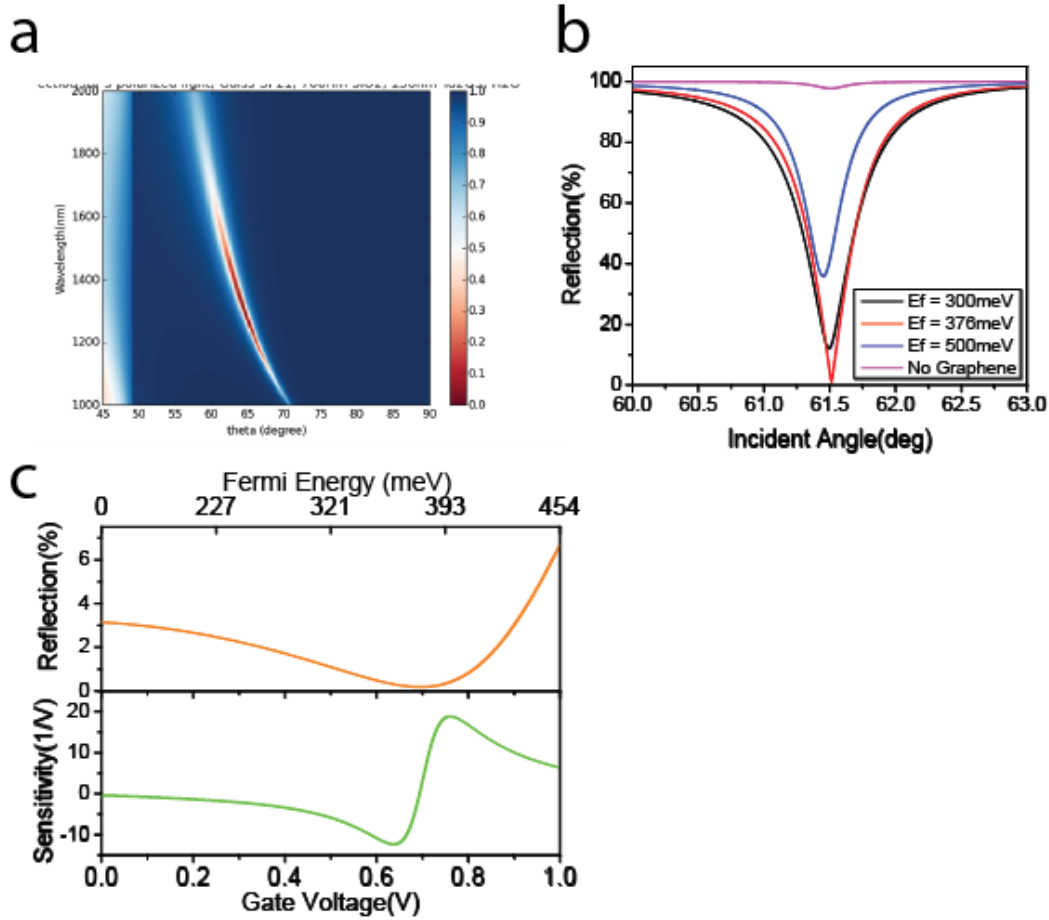 a
2000
1800
1600
1400
1200
1000
Wavelength(nm)
45 50 55 60 65 70 75 80 85 90
theta (degree)
1.0
0.9
0.8
0.7
0.6
0.5
0.4
0.3
0.2
0.1
0.0
b
100
80
60
40
20
0
Reflection(%)
Ef = 300meV
Ef = 376meV
Ef = 500meV
No Graphene
60.0 60.5 61.0 61.5 62.0 62.5 63.0
Incident Angle(deg)
c
Fermi Energy (meV)
0 227 321 393 454
6
4
2
0
Reflection(%)
20
10
0
-10
Sensitivity(1/V)
0.0 0.2 0.4 0.6 0.8 1.0
Gate Voltage(V)